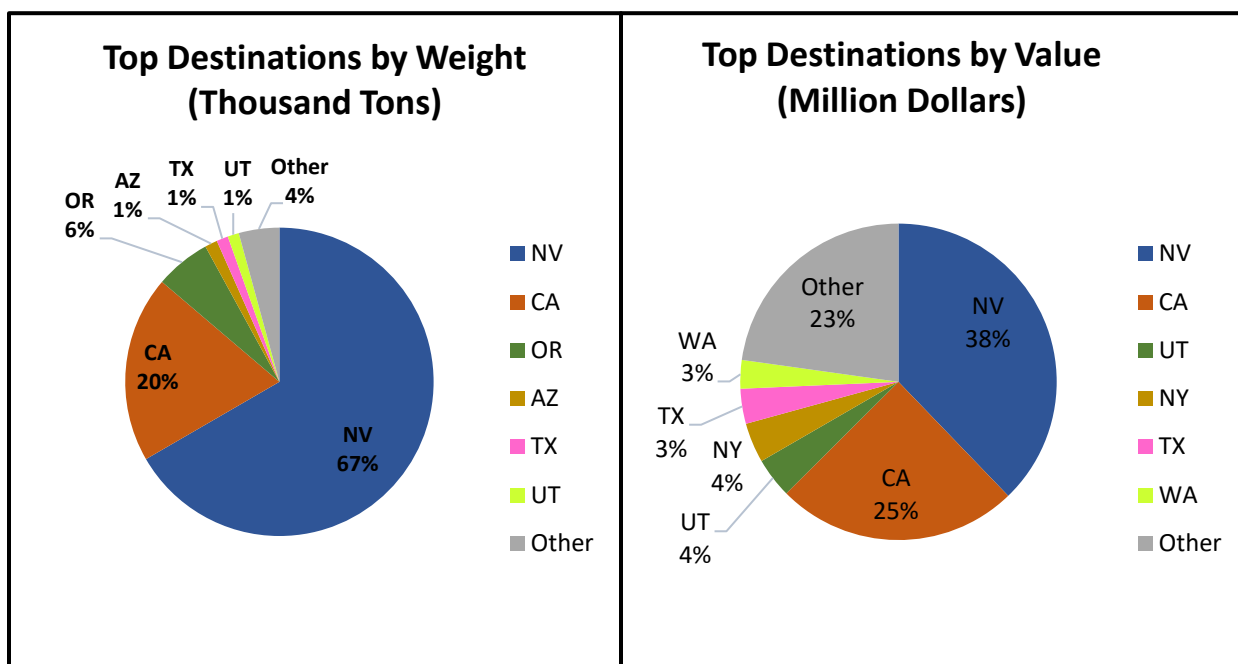 Top Destinations by Weight
(Thousand Tons)
OR
6%
AZ
1%
TX
1%
UT
1%
Other
4%
CA
20%
NV
67%
NV
CA
OR
AZ
TX
UT
Other
Top Destinations by Value
(Million Dollars)
Other
23%
NV
38%
WA
3%
TX
3%
NY
4%
UT
4%
CA
25%
NV
CA
UT
NY
TX
WA
Other